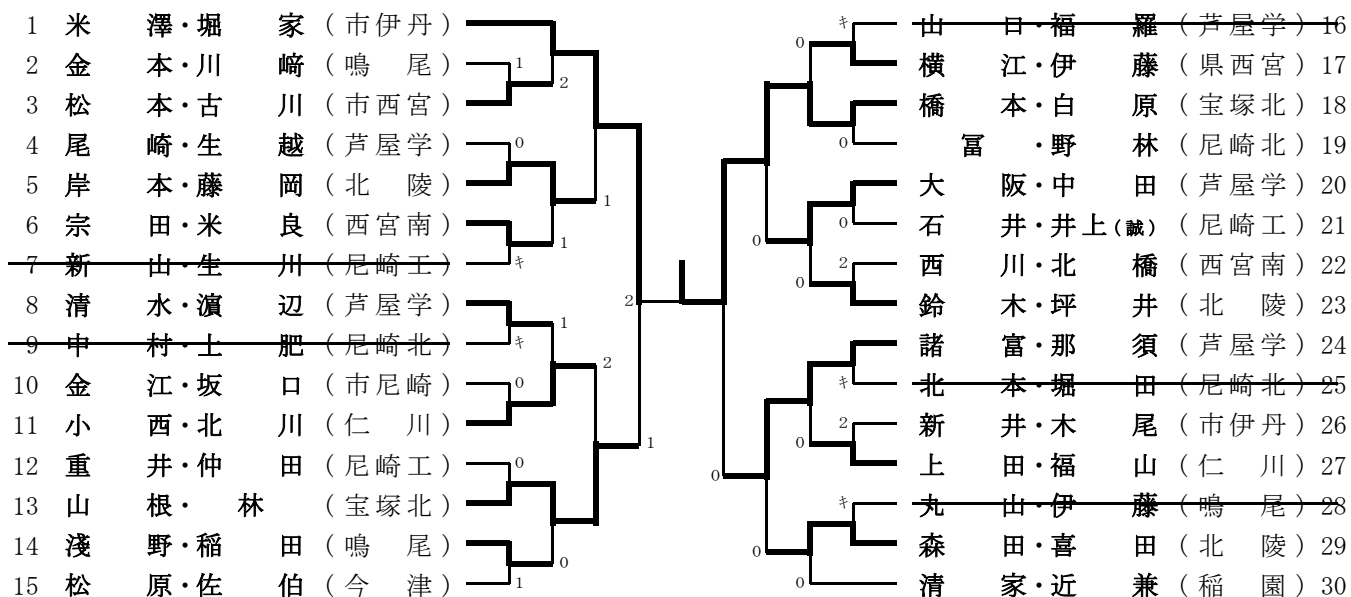 1 米 澤・堀 家 (市伊丹)
2 金 本・川 﨑 (鳴 尾)
3 松 本・古 川 (市西宮)
4 尾 崎・生 越 (芦屋学)
5 岸 本・藤 岡 (北 陵)
6 宗 田・米 良 (西宮南)
7 新 山・生 川 (尼崎工)
8 清 水・濵 辺 (芦屋学)
9 中 村・土 肥 (尼崎北)
10 金 江・坂 口 (市尼崎)
11 小 西・北 川 (仁 川)
12 重 井・仲 田 (尼崎工)
13 山 根・ 林 (宝塚北)
14 淺 野・稲 田 (鳴 尾)
15 松 原・佐 伯 (今 津)
1
2
0
1
1
キ
2
1
キ
2
0
1
0
0
1
キ
0
0
0
0
2
0
キ
2
0
0
キ
0
0
山 口・福 羅 (芦屋学) 16
横 江・伊 藤 (県西宮) 17
橋 本・白 原 (宝塚北) 18
冨 ・野 林 (尼崎北) 19
大 阪・中 田 (芦屋学) 20
石 井・井上(誠) (尼崎工) 21
西 川・北 橋 (西宮南) 22
鈴 木・坪 井 (北 陵) 23
諸 富・那 須 (芦屋学) 24
北 本・堀 田 (尼崎北) 25
新 井・木 尾 (市伊丹) 26
上 田・福 山 (仁 川) 27
丸 山・伊 藤 (鳴 尾) 28
森 田・喜 田 (北 陵) 29
清 家・近 兼 (稲 園) 30